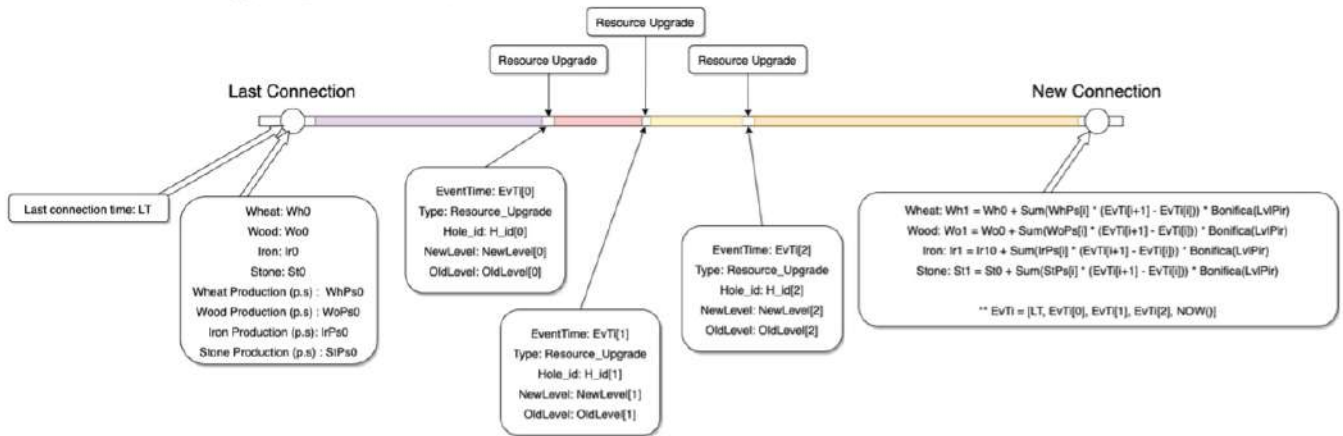 Resource Upgrade
Resource Upgrade
Resource Upgrade
Last Connection
New Connection
Last connection time: LT
Wheat: Wh0
Wood: Wo0
Iron: Ir0
Stone: St0
Wheat Production (p.s) : WhPs0
Wood Production (p.s) : WoPs0
Iron Production (p.s): IrPs0
Stone Production (p.s) : StPs0
EventTime: EvTi[0]
Type: Resource_Upgrade
Hole_id: H_id[0]
NewLevel: NewLevel[0]
OldLevel: OldLevel[0]
EventTime: EvTi[1]
Type: Resource_Upgrade
Hole_id: H_id[1]
NewLevel: NewLevel[1]
OldLevel: OldLevel[1]
EventTime: EvTi[2]
Type: Resource_Upgrade
Hole_id: H_id[2]
NewLevel: NewLevel[2]
OldLevel: OldLevel[2]
Wheat: Wh1 = Wh0 + Sum(WhPs[i] * (EvTi[i+1] - EvTi[i])) * Bonifica(LvlPir)
Wood: Wo1 = Wo0 + Sum(WoPs[i] * (EvTi[i+1] - EvTi[i])) * Bonifica(LvlPir)
Iron: Ir1 = Ir10 + Sum(IrPs[i] * (EvTi[i+1] - EvTi[i])) * Bonifica(LvlPir)
Stone: St1 = St0 + Sum(StPs[i] * (EvTi[i+1] - EvTi[i])) * Bonifica(LvlPir)
** EvTi = [LT, EvTi[0], EvTi[1], EvTi[2], NOW()]